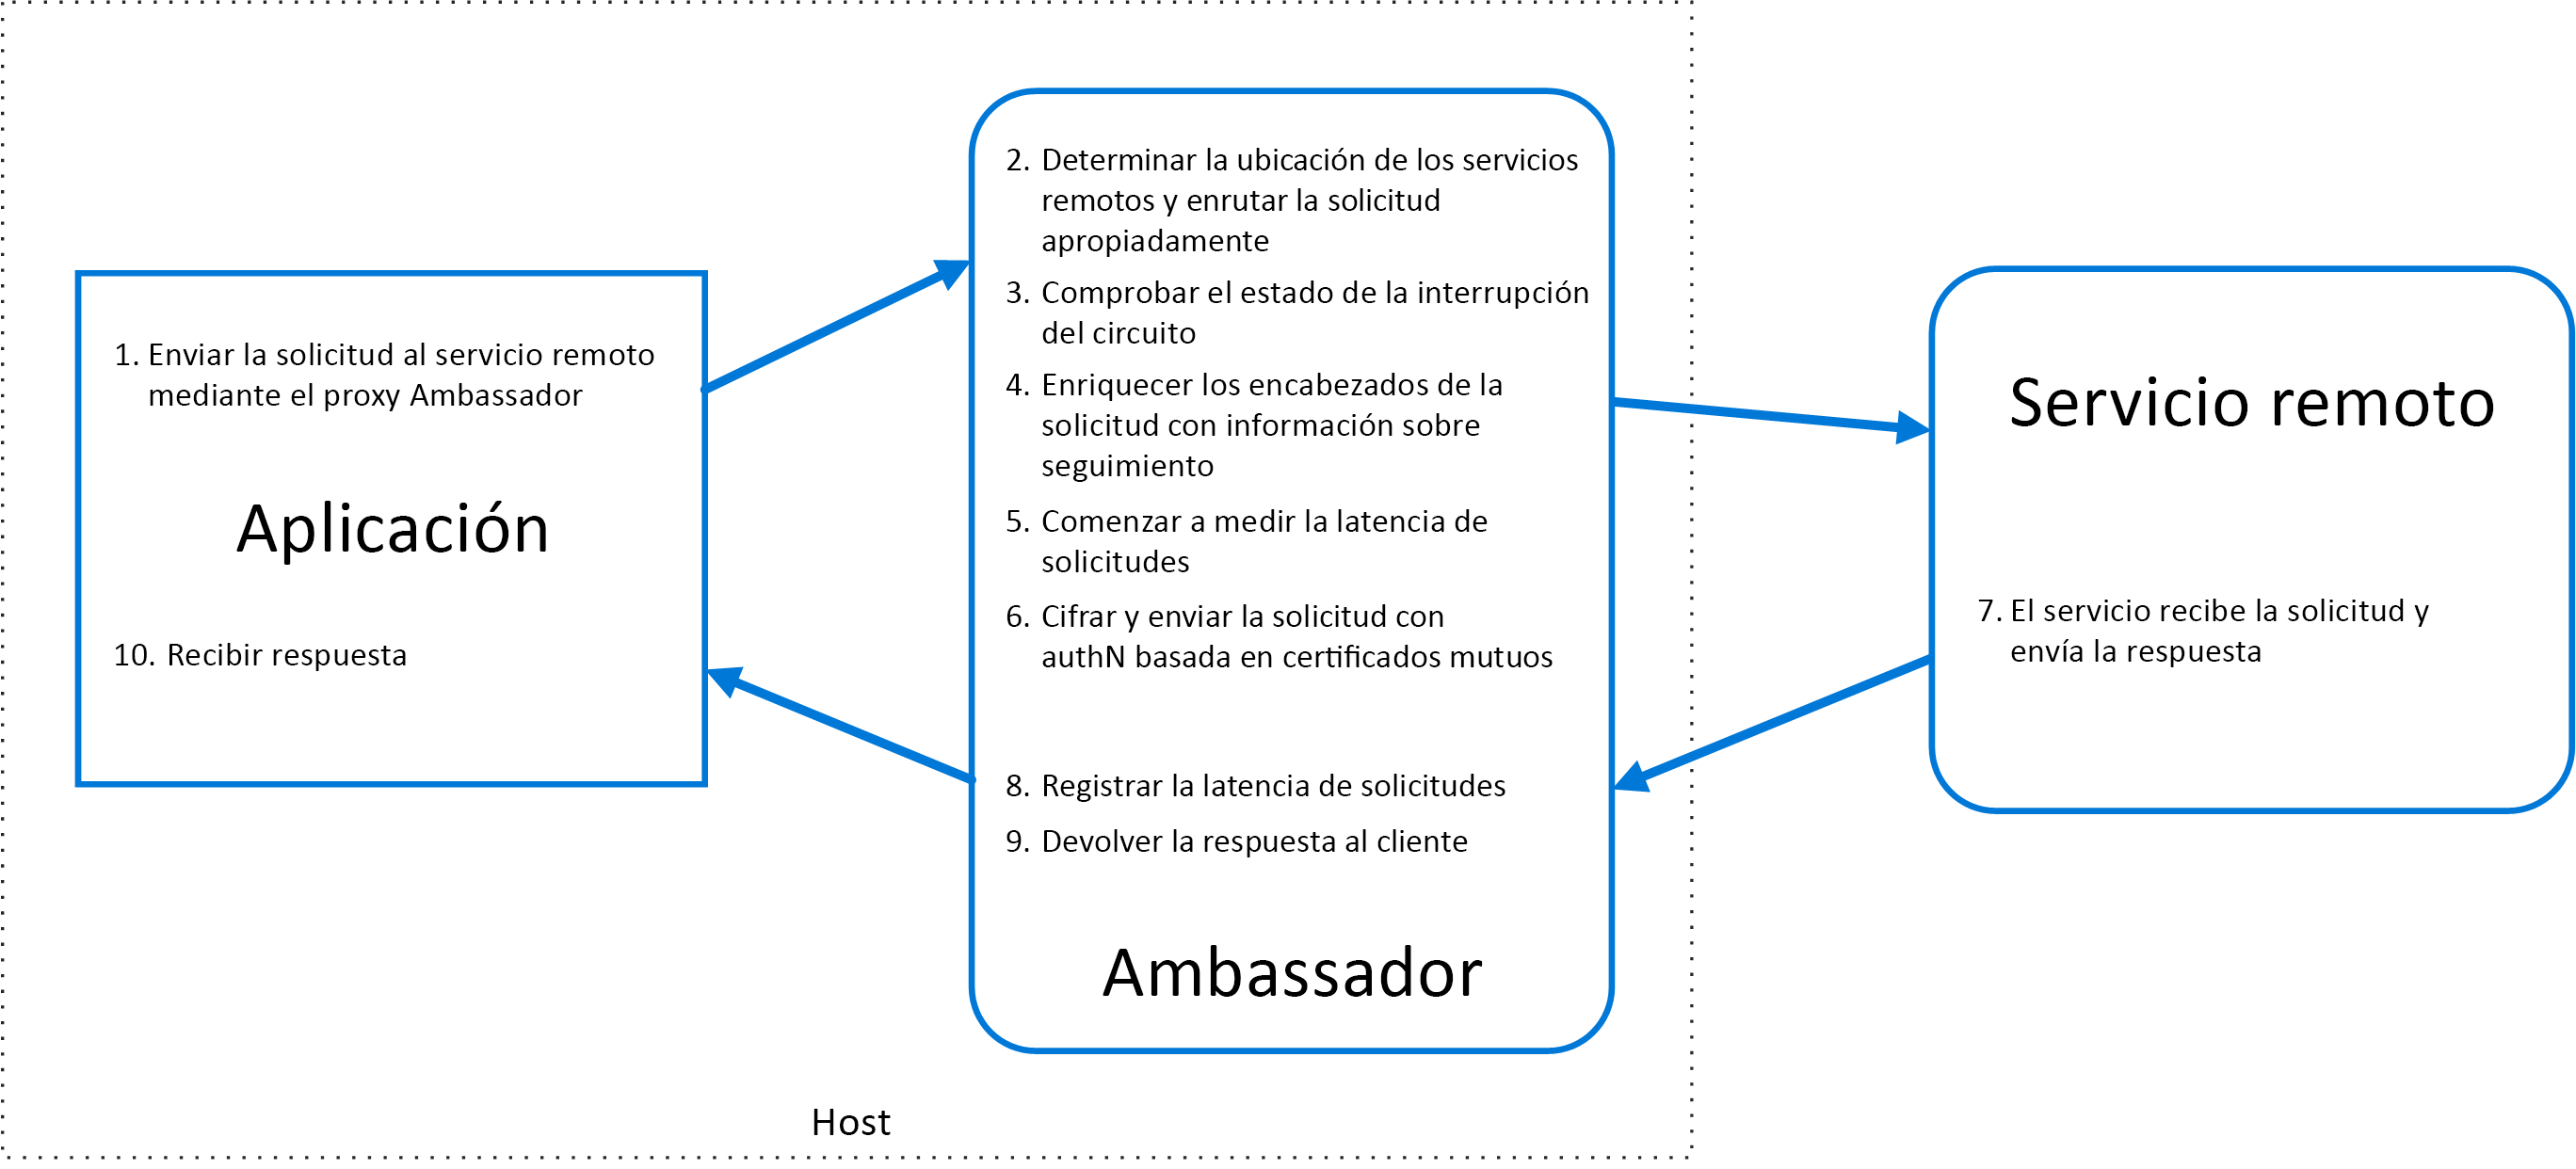 1. Enviar la solicitud al servicio remoto
mediante el proxy Ambassador
Aplicación
10. Recibir respuesta
2. Determinar la ubicación de los servicios
remotos y enrutar la solicitud
apropiadamente
3. Comprobar el estado de la interrupción
del circuito
4. Enriquecer los encabezados de la
solicitud con información sobre
seguimiento
5. Comenzar a medir la latencia de
solicitudes
6. Cifrar y enviar la solicitud con
authN basada en certificados mutuos
8. Registrar la latencia de solicitudes
9. Devolver la respuesta al cliente
Ambassador
Servicio remoto
7. El servicio recibe la solicitud y
envía la respuesta
Host